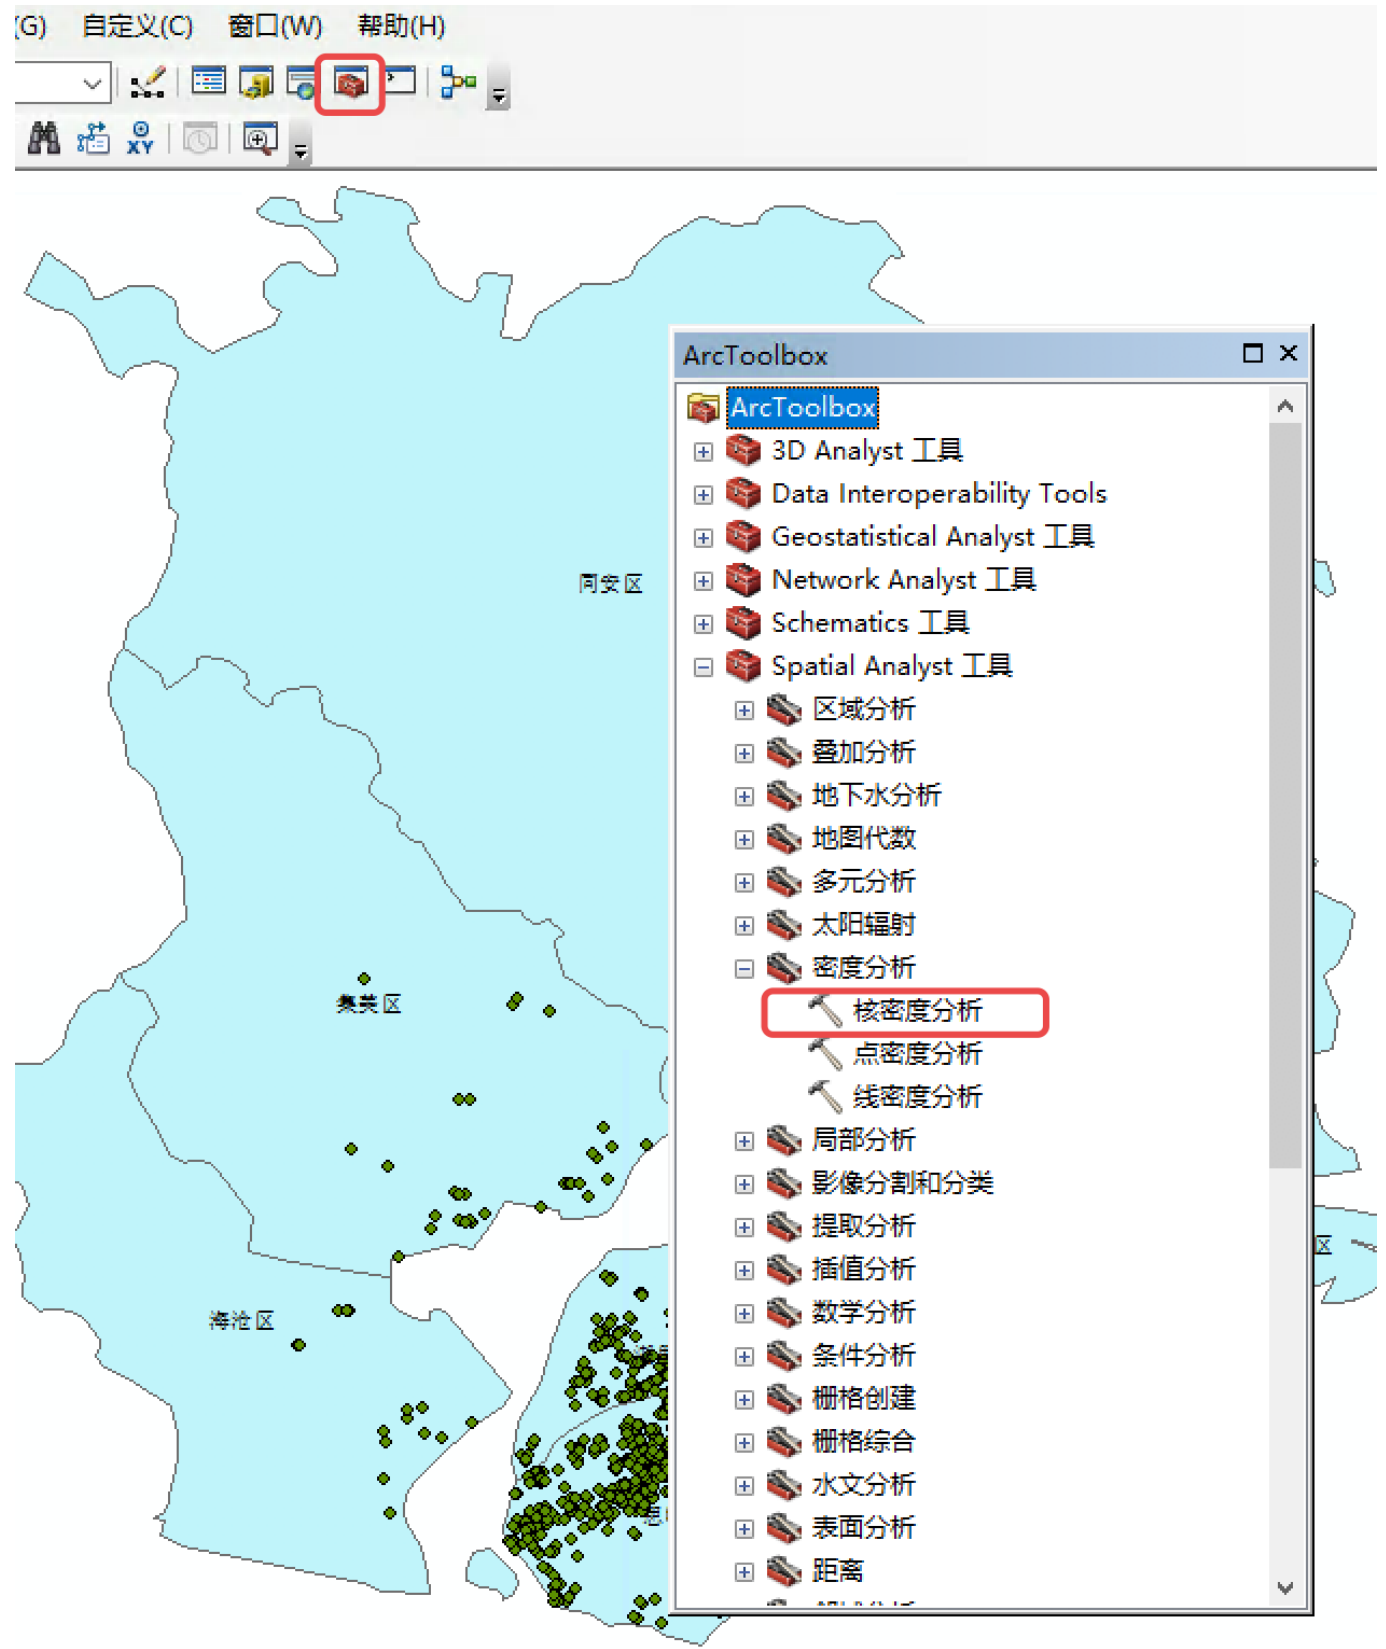 (G) 自定义(C) 窗口(W) 帮助(H)
XY
ArcToolbox
ArcToolbox
3D Analyst 工具
Data Interoperability Tools
Geostatistical Analyst 工具
Network Analyst 工具
Schematics 工具
Spatial Analyst 工具
区域分析
叠加分析
地下水分析
地图代数
多元分析
太阳辐射
密度分析
核密度分析
点密度分析
线密度分析
局部分析
影像分割和分类
提取分析
插值分析
数学分析
条件分析
栅格创建
栅格综合
水文分析
表面分析
距离
同安区
集美区
海沧区
思
区